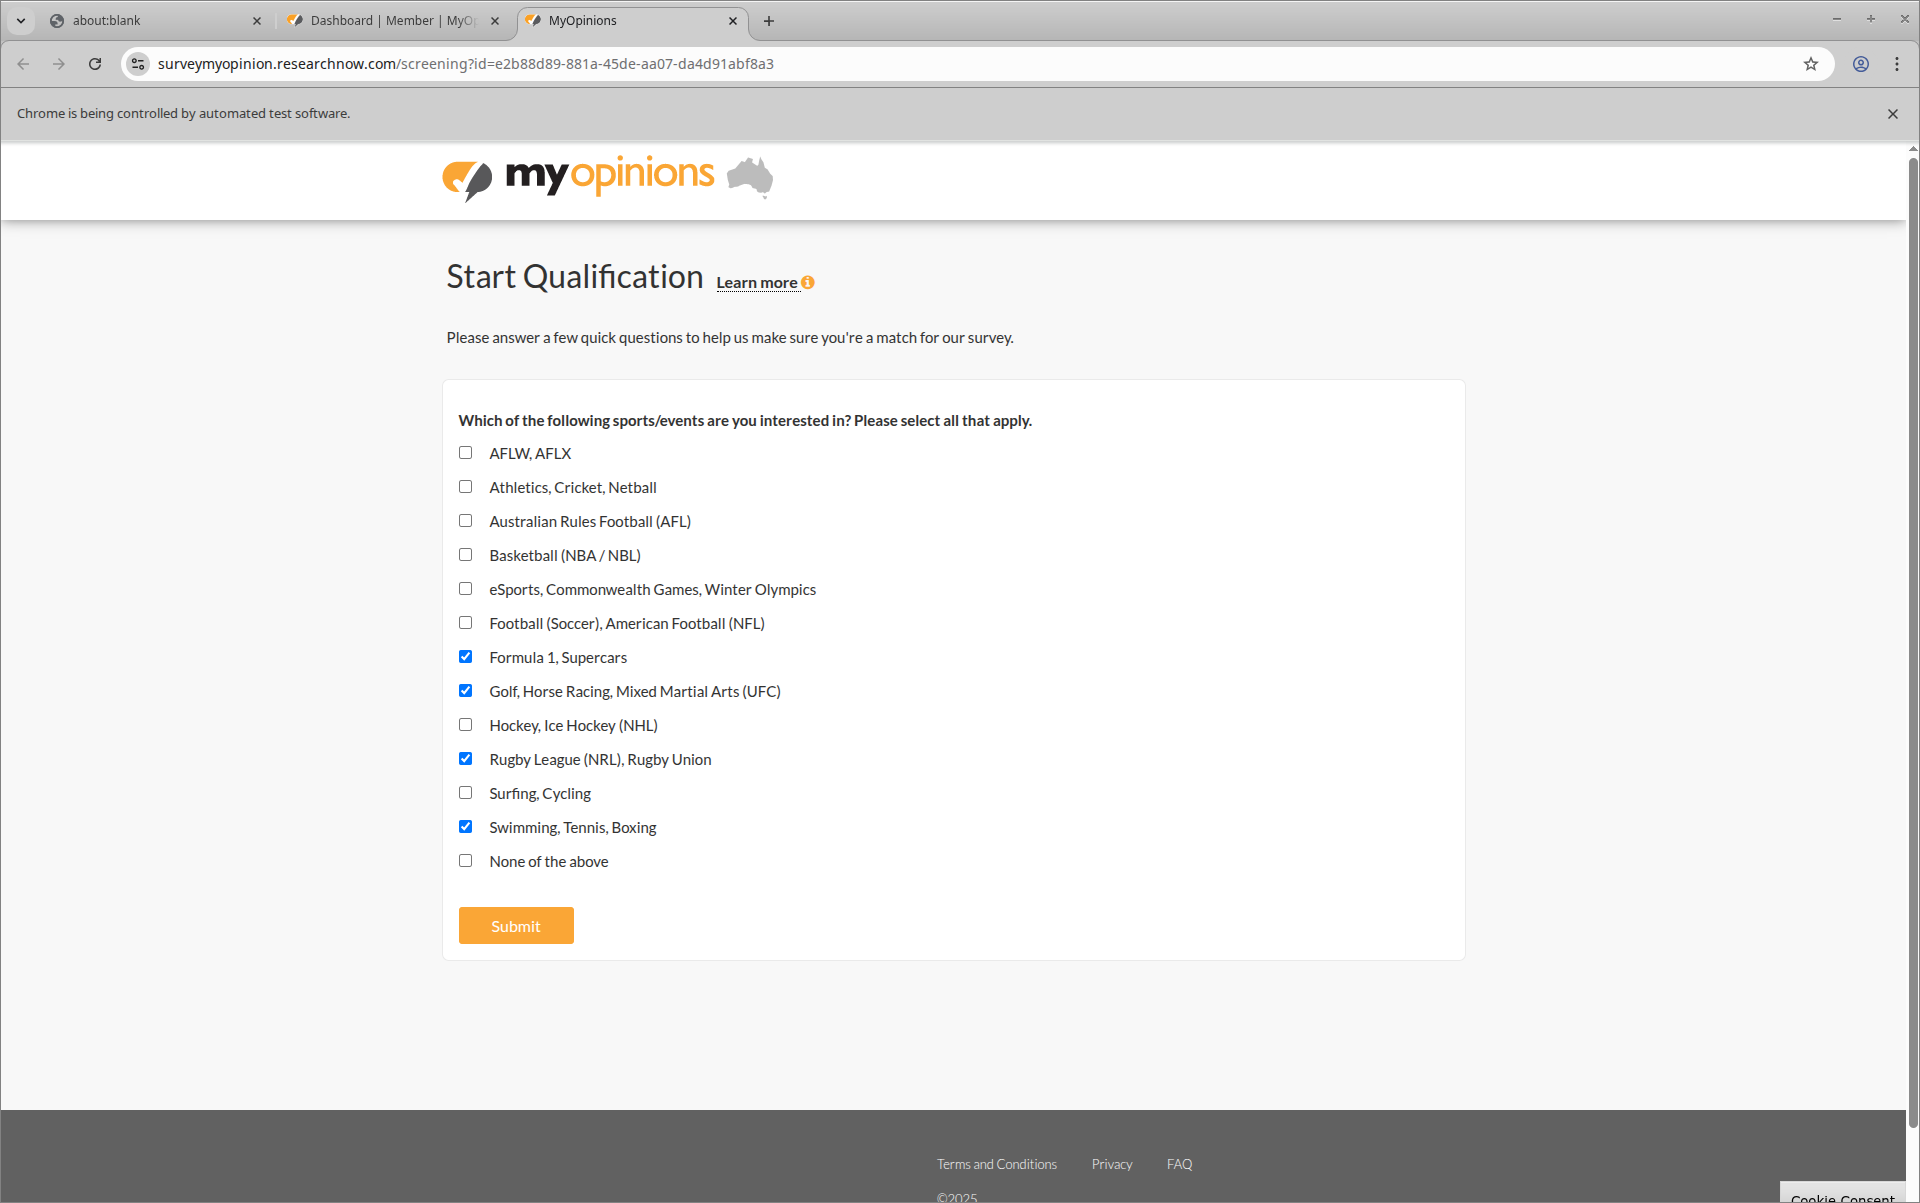 about:blank
Dashboard | Member | MyO
MyOpinions
surveymyopinion.researchnow.com/screening?id=e2b88d89-881a-45de-aa07-da4d91abf8a3
Chrome is being controlled by automated test software.
myopinions
Start Qualification Learn more
Please answer a few quick questions to help us make sure you're a match for our survey.
Which of the following sports/events are you interested in? Please select all that apply.
AFLW, AFLX
Athletics, Cricket, Netball
Australian Rules Football (AFL)
Basketball (NBA / NBL)
eSports, Commonwealth Games, Winter Olympics
Football (Soccer), American Football (NFL)
Formula 1, Supercars
Golf, Horse Racing, Mixed Martial Arts (UFC)
Hockey, Ice Hockey (NHL)
Rugby League (NRL), Rugby Union
Surfing, Cycling
Swimming, Tennis, Boxing
None of the above
Submit
Terms and Conditions Privacy FAQ
©2025
Cookie Consent